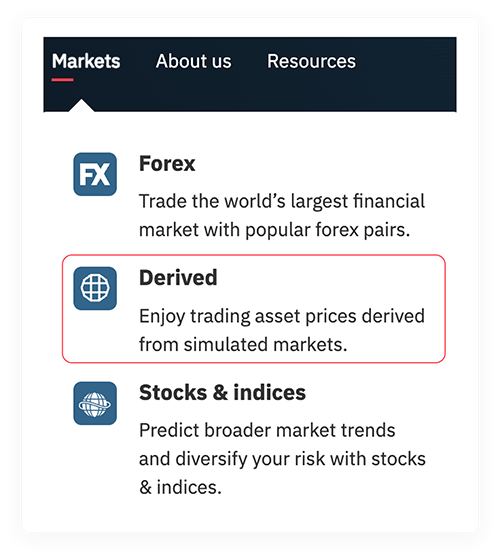 Markets About us Resources
FX
Forex
Trade the world’s largest financial
market with popular forex pairs.
Derived
Enjoy trading asset prices derived
from simulated markets.
Stocks & indices
Predict broader market trends
and diversify your risk with stocks
& indices.